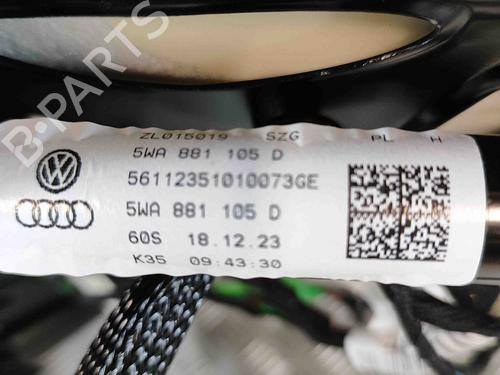 B-PARTS
ZL015019 SZG PL H
5WA 881 105 D
56112351010073GE
5WA 881 105 D
60S 18.12.23
K35 09:43:30